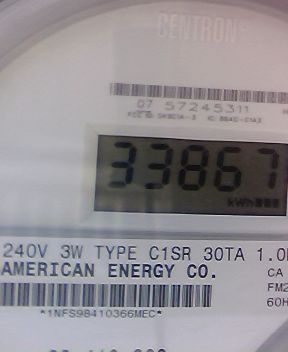 CENTRON
07 57245311
33867
kWh
240V 3W TYPE C1SR 30TA 1.0
AMERICAN ENERGY CO.
CA
FM2
60H
*1NFS98410366MEC*